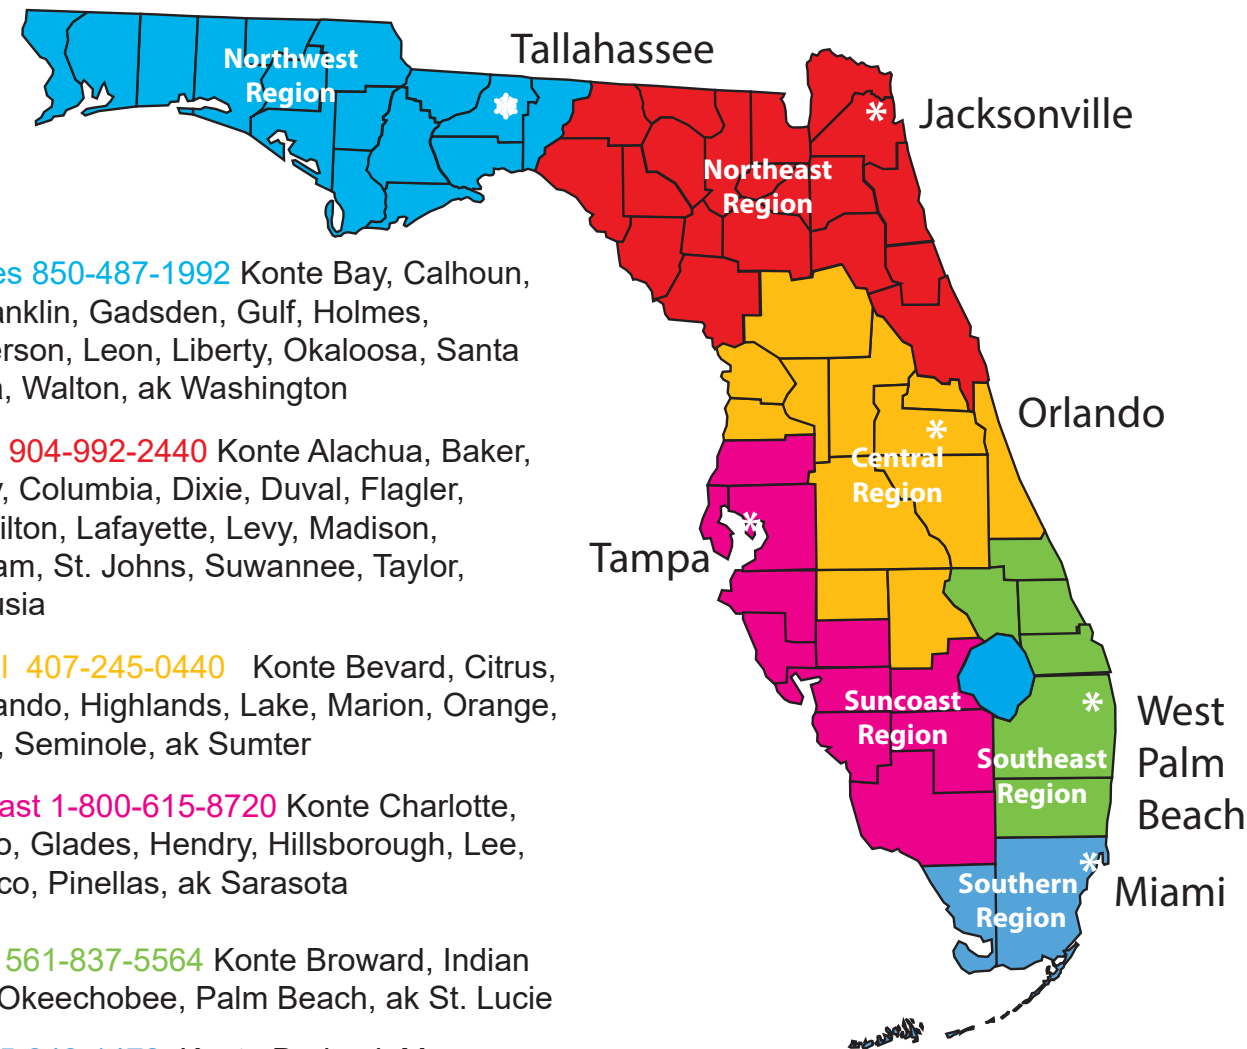 Tallahassee
Northwest
Region
Jacksonville
Northeast
Region
es 850-487-1992 Konte Bay, Calhoun,
anklin, Gadsden, Gulf, Holmes,
erson, Leon, Liberty, Okaloosa, Santa
a, Walton, ak Washington
904-992-2440 Konte Alachua, Baker,
, Columbia, Dixie, Duval, Flagler,
ilton, Lafayette, Levy, Madison,
am, St. Johns, Suwannee, Taylor,
usia
Orlando
Central
Region
Tampa
l 407-245-0440 Konte Bevard, Citrus,
ando, Highlands, Lake, Marion, Orange,
, Seminole, ak Sumter
Suncoast
Region
West
Palm
Beach
Southeast
Region
ast 1-800-615-8720 Konte Charlotte,
o, Glades, Hendry, Hillsborough, Lee,
co, Pinellas, ak Sarasota
Southern
Region
Miami
561-837-5564 Konte Broward, Indian
Okeechobee, Palm Beach, ak St. Lucie